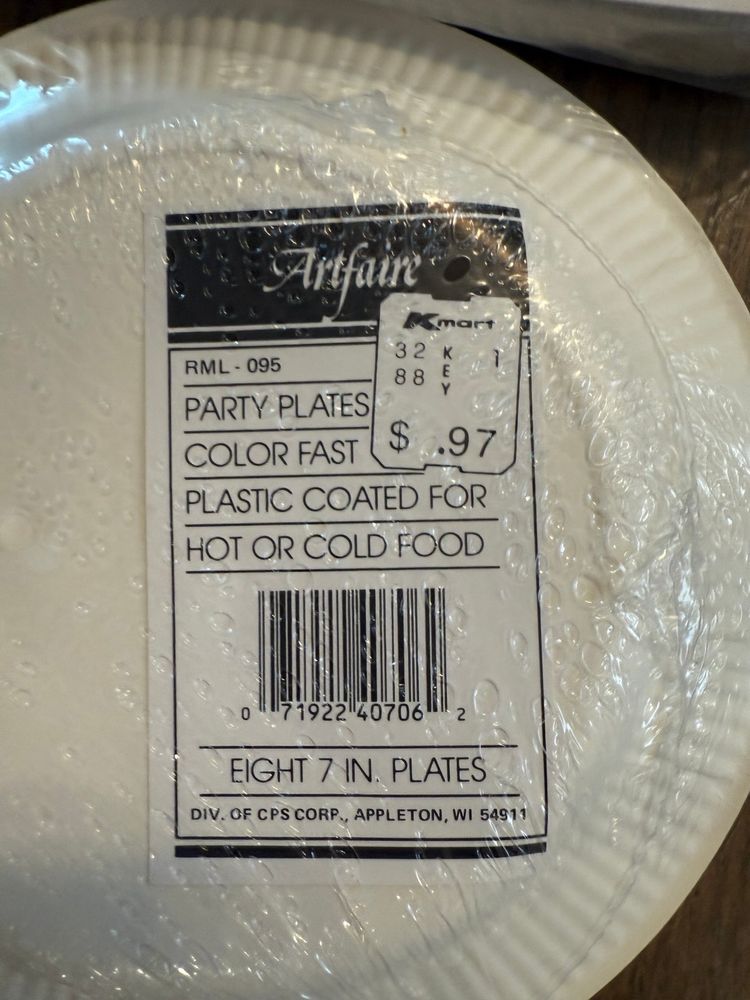 Artfaire
Kmart
32 KEY 1
88
$ .97
RML - 095
PARTY PLATES
COLOR FAST
PLASTIC COATED FOR
HOT OR COLD FOOD
0 71922 40706 2
EIGHT 7 IN. PLATES
DIV. OF CPS CORP., APPLETON, WI 54911